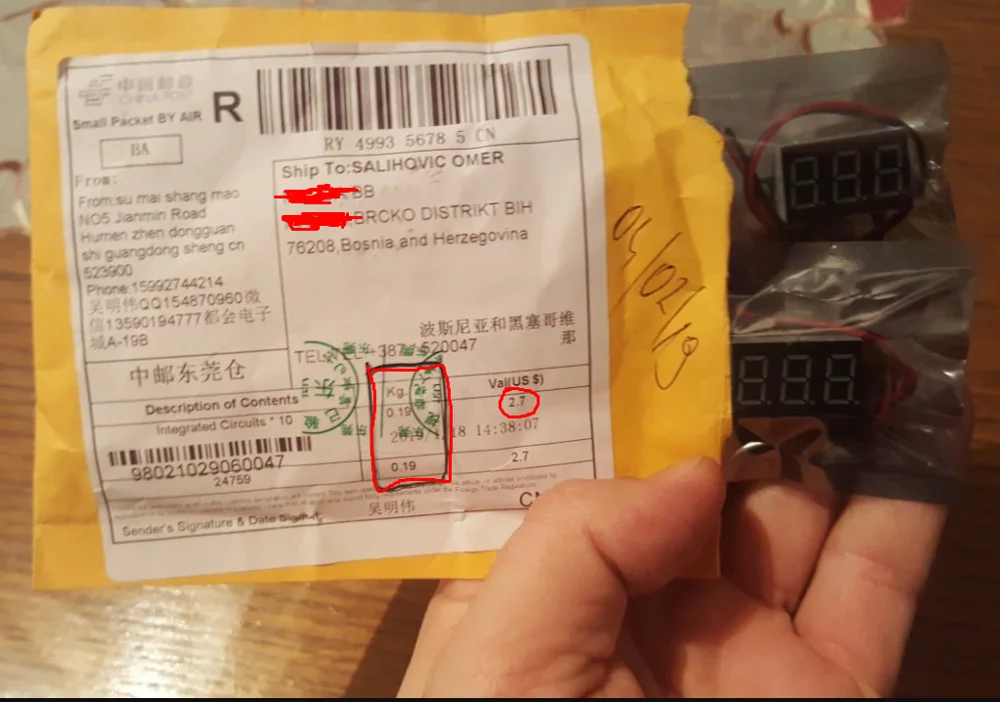 中国邮政
CHINA POST
Small Packet BY AIR
R
BA
RY 4993 5678 5 CN
From:
From:su mai shang mao
NO5 Jianmin Road
Humen zhen dongguan
shi guangdong sheng cn
523900
Phone:15992744214
吴明伟QQ154870960微
信13590194777都会电子
城A-19B
中邮东莞仓
Ship To:SALIHOVIC OMER
BB
BRCKO DISTRIKT BIH
76208,Bosnia,and Herzegovina
波斯尼亚和黑塞哥维
那
520047
Description of Contents
Kg.
Val(US $)
Integrated Circuits * 10
0.19
2.7
18 14:38:07
98021029060047
24759
0.19
2.7
Sender's Signature & Date Signed:
吴明伟
CN